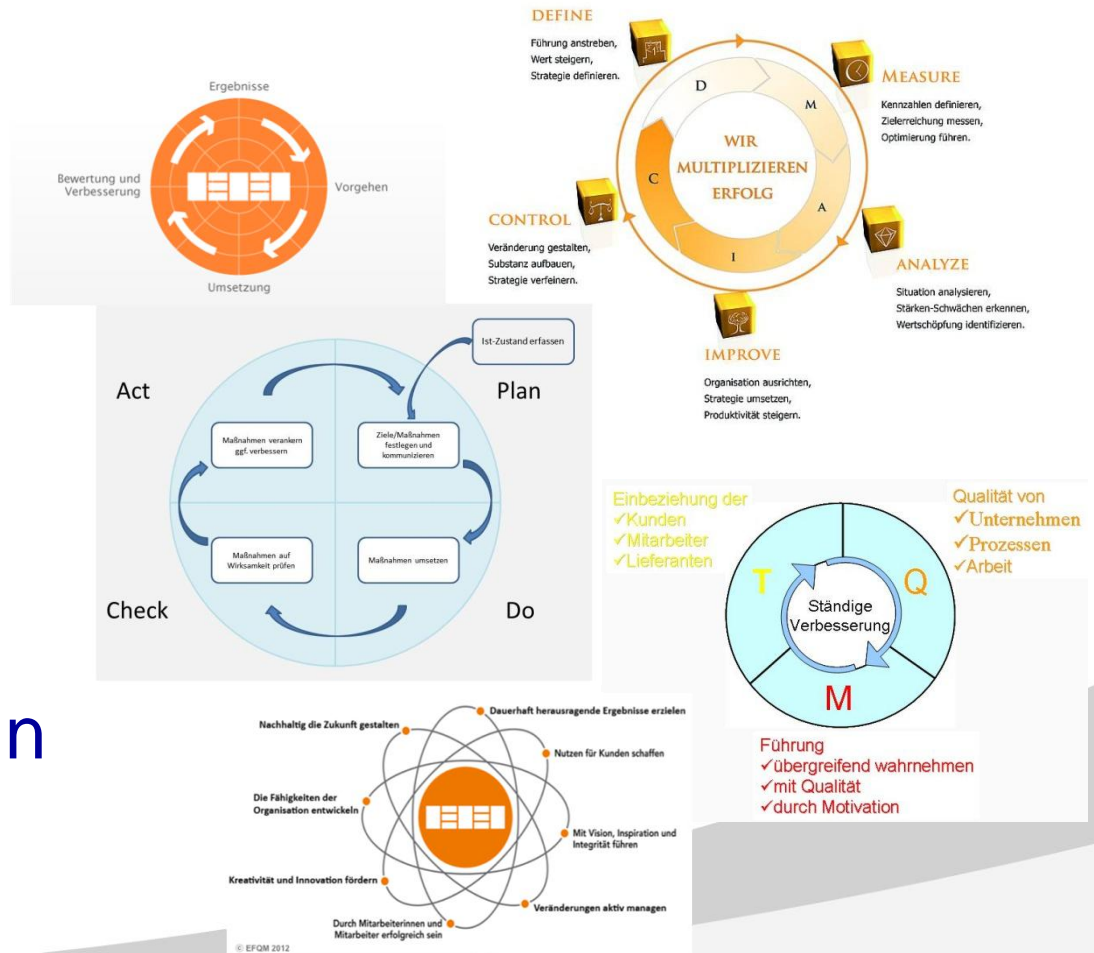 Ergebnisse
Bewertung und
Verbesserung
Vorgehen
Umsetzung
DEFINE
Führung anstreben,
Wert steigern,
Strategie definieren.
MEASURE
Kennzahlen definieren,
Zielerreichung messen,
Optimierung führen.
D
M
A
I
C
WIR
MULTIPLIZIEREN
ERFOLG
CONTROL
Veränderung gestalten,
Substanz aufbauen,
Strategie verfeinern.
ANALYZE
Situation analysieren,
Stärken-Schwächen erkennen,
Wertschöpfung identifizieren.
IMPROVE
Organisation ausrichten,
Strategie umsetzen,
Produktivität steigern.
Ist-Zustand erfassen
Act
Plan
Maßnahmen verankern
ggf. verbessern
Ziele/Maßnahmen
festlegen und
kommunizieren
Maßnahmen auf
Wirksamkeit prüfen
Maßnahmen umsetzen
Check
Do
Einbeziehung der
✓Kunden
✓Mitarbeiter
✓Lieferanten
Qualität von
✓Unternehmen
✓Prozessen
✓Arbeit
T
Q
M
Ständige
Verbesserung
Führung
✓übergreifend wahrnehmen
✓mit Qualität
✓durch Motivation
n
Dauerhaft herausragende Ergebnisse erzielen
Nachhaltig die Zukunft gestalten
Nutzen für Kunden schaffen
Die Fähigkeiten der
Organisation entwickeln
Mit Vision, Inspiration und
Integrität führen
Kreativität und Innovation fördern
Veränderungen aktiv managen
Durch Mitarbeiterinnen und
Mitarbeiter erfolgreich sein
© EFQM 2012